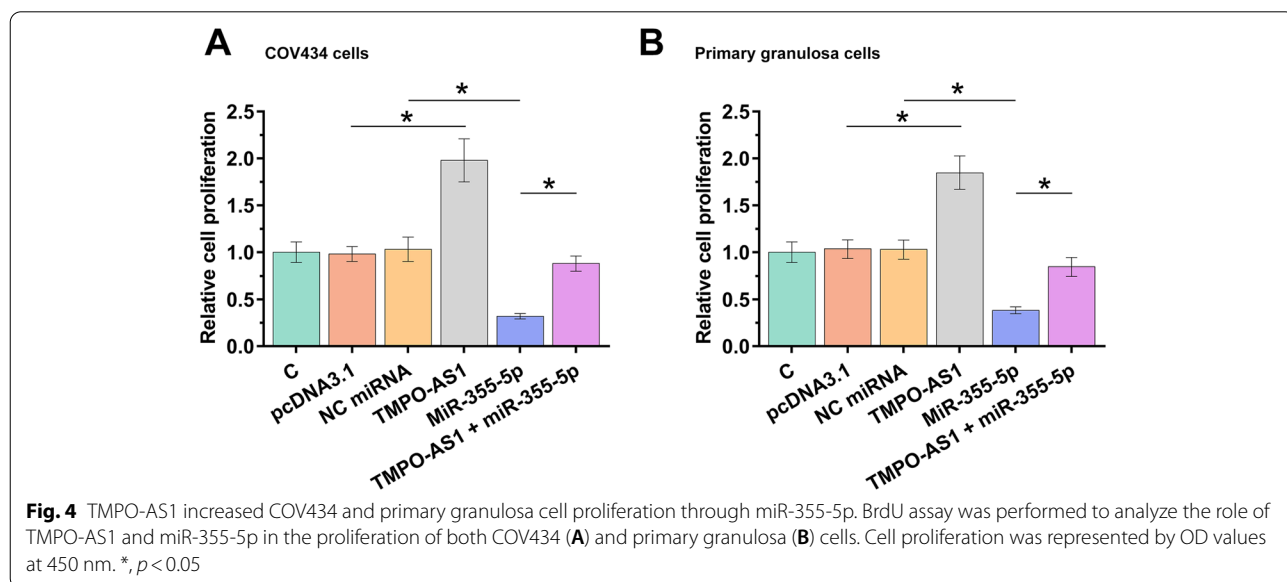 A
COV434 cells
*
*
*
Relative cell proliferation
2.5
2.0
1.5
1.0
0.5
0.0
C
pcDNA3.1
NC miRNA
TMPO-AS1
MiR-355-5p
TMPO-AS1 + miR-355-5p
B
Primary granulosa cells
*
*
*
Relative cell proliferation
2.5
2.0
1.5
1.0
0.5
0.0
C
pcDNA3.1
NC miRNA
TMPO-AS1
MiR-355-5p
TMPO-AS1 + miR-355-5p
Fig. 4 TMPO-AS1 increased COV434 and primary granulosa cell proliferation through miR-355-5p. BrdU assay was performed to analyze the role of
TMPO-AS1 and miR-355-5p in the proliferation of both COV434 (A) and primary granulosa (B) cells. Cell proliferation was represented by OD values
at 450 nm. *, p < 0.05